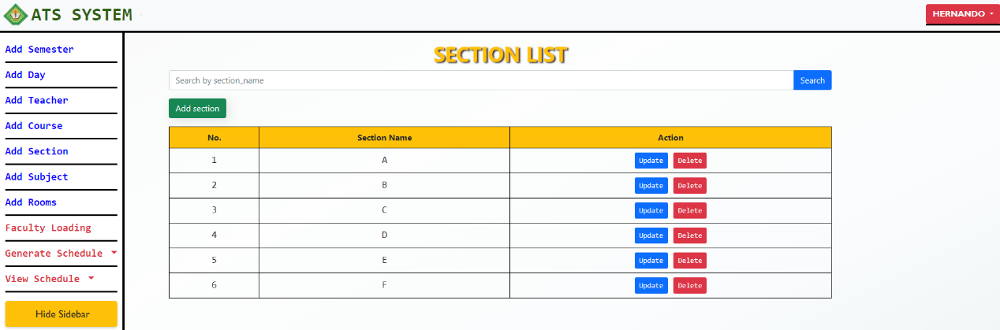 ATS SYSTEM
HERNANDO
Add Semester
Add Day
Add Teacher
Add Course
Add Section
Add Subject
Add Rooms
Faculty Loading
Generate Schedule
View Schedule
Hide Sidebar
SECTION LIST
Search by section_name Search
Add section
No. Section Name Action
1 A Update Delete
2 B Update Delete
3 C Update Delete
4 D Update Delete
5 E Update Delete
6 F Update Delete